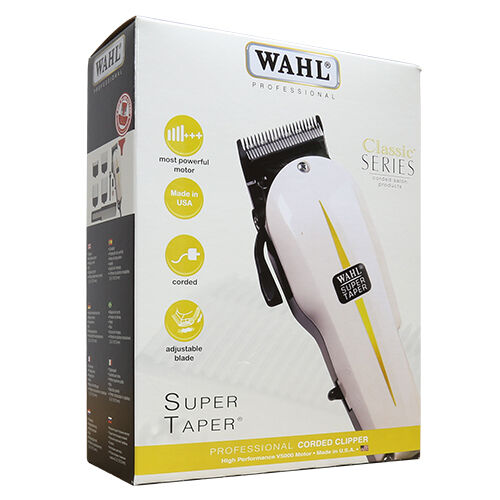 WAHL®
PROFESSIONAL
Classic
SERIES
corded salon
products
most powerful
motor
Made in
USA
corded
adjustable
blade
WAHL
SUPER
TAPER
SUPER
TAPER®
PROFESSIONAL CORDED CLIPPER
High Performance V5000 Motor • Made in U.S.A. •
WAHL
PROFESSIONAL